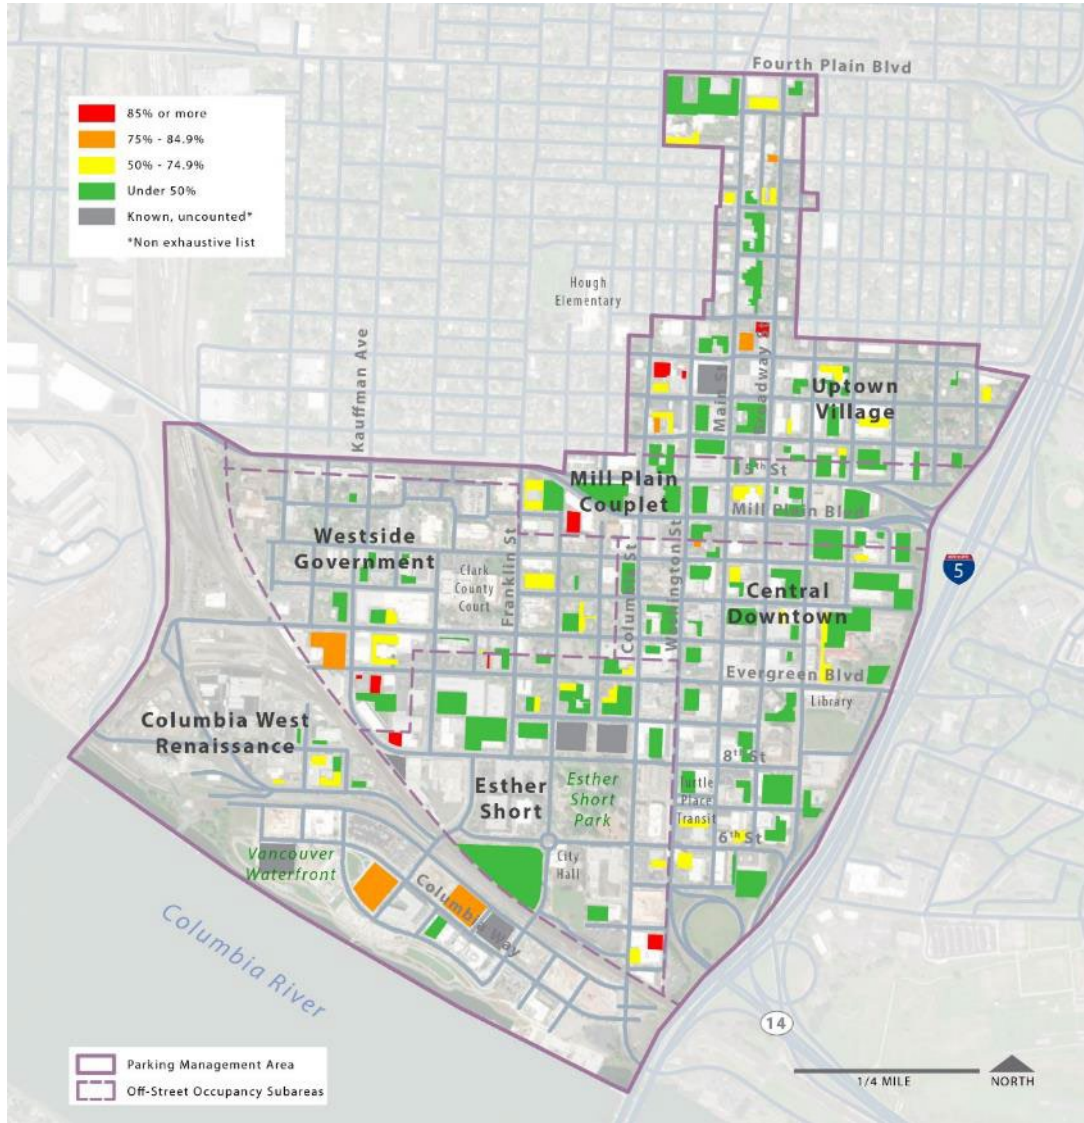 Fourth Plain Blvd
85% or more
75% - 84.9%
50% - 74.9%
Under 50%
Known, uncounted*
*Non exhaustive list
Hough
Elementary
Kauffman Ave
Main St
Broadway St
Uptown
Village
15th St
Mill Plain
Couplet
Mill Plain Blvd
Westside
Government
Franklin St
Clark
County
Court
Columbia St
Washington St
Central
Downtown
5
Evergreen Blvd
Library
Columbia West
Renaissance
8th St
Esther
Short
Esther
Short
Park
Turtle
Place
Transit
6th St
Vancouver
Waterfront
City
Hall
Columbia Way
Columbia River
14
Parking Management Area
Off-Street Occupancy Subareas
1/4 MILE
NORTH